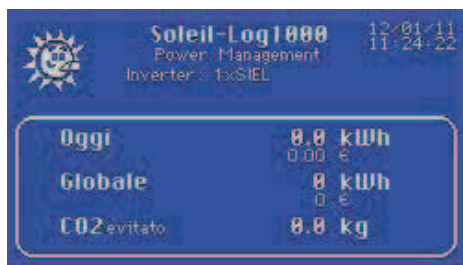 Soleil-Log1000
12/01/11
Power Management
11:24:22
Inverter: 1xSIEL
Oggi 0.0 kWh
0.00 €
Globale 0 kWh
0 €
CO2 evitato 0.0 kg